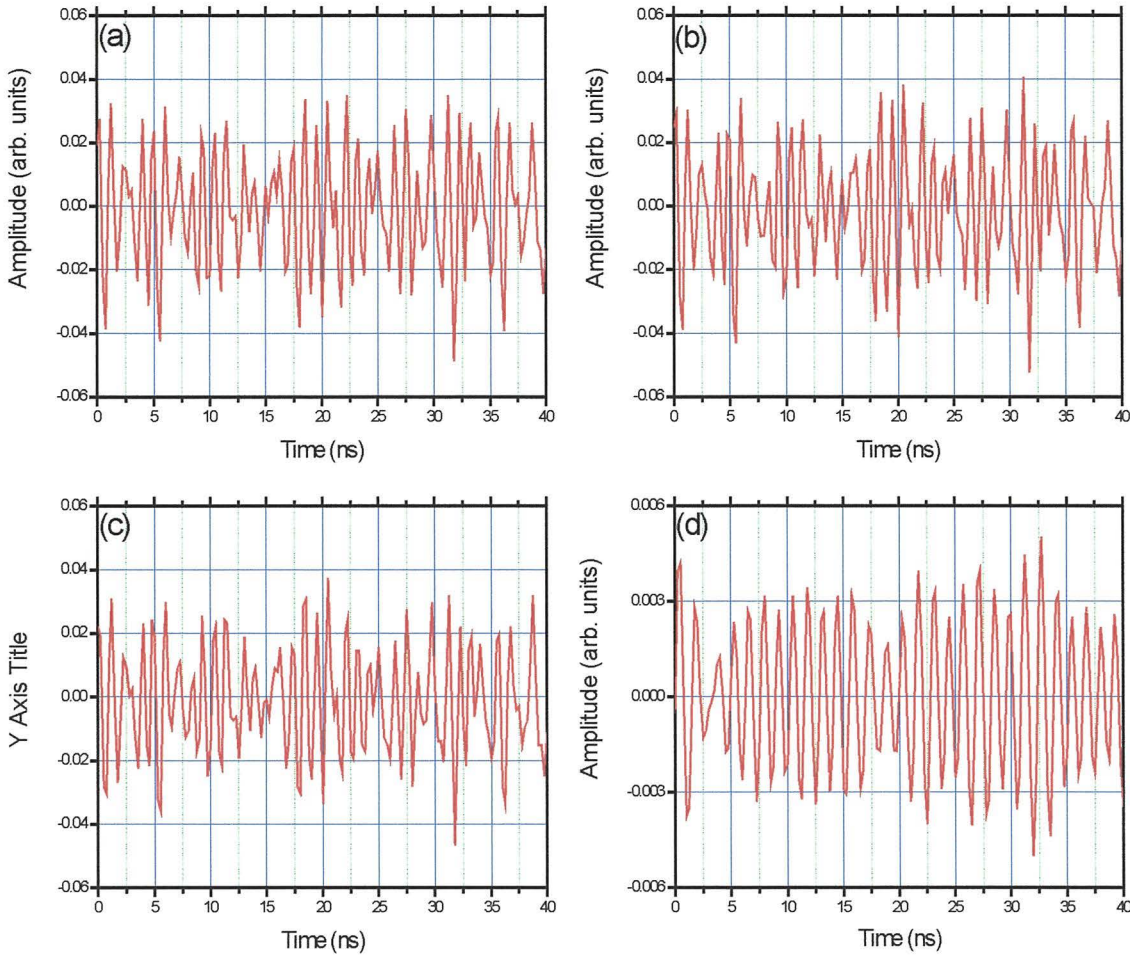 (a)
Amplitude (arb. units)
0.06
0.04
0.02
0.00
-0.02
-0.04
-0.06
0 5 10 15 20 25 30 35 40
Time (ns)
(b)
Amplitude (arb. units)
0.06
0.04
0.02
0.00
-0.02
-0.04
-0.06
0 5 10 15 20 25 30 35 40
Time (ns)
(c)
Y Axis Title
0.06
0.04
0.02
0.00
-0.02
-0.04
-0.06
0 5 10 15 20 25 30 35 40
Time (ns)
(d)
Amplitude (arb. units)
0.006
0.003
0.000
-0.003
-0.006
0 5 10 15 20 25 30 35 40
Time (ns)